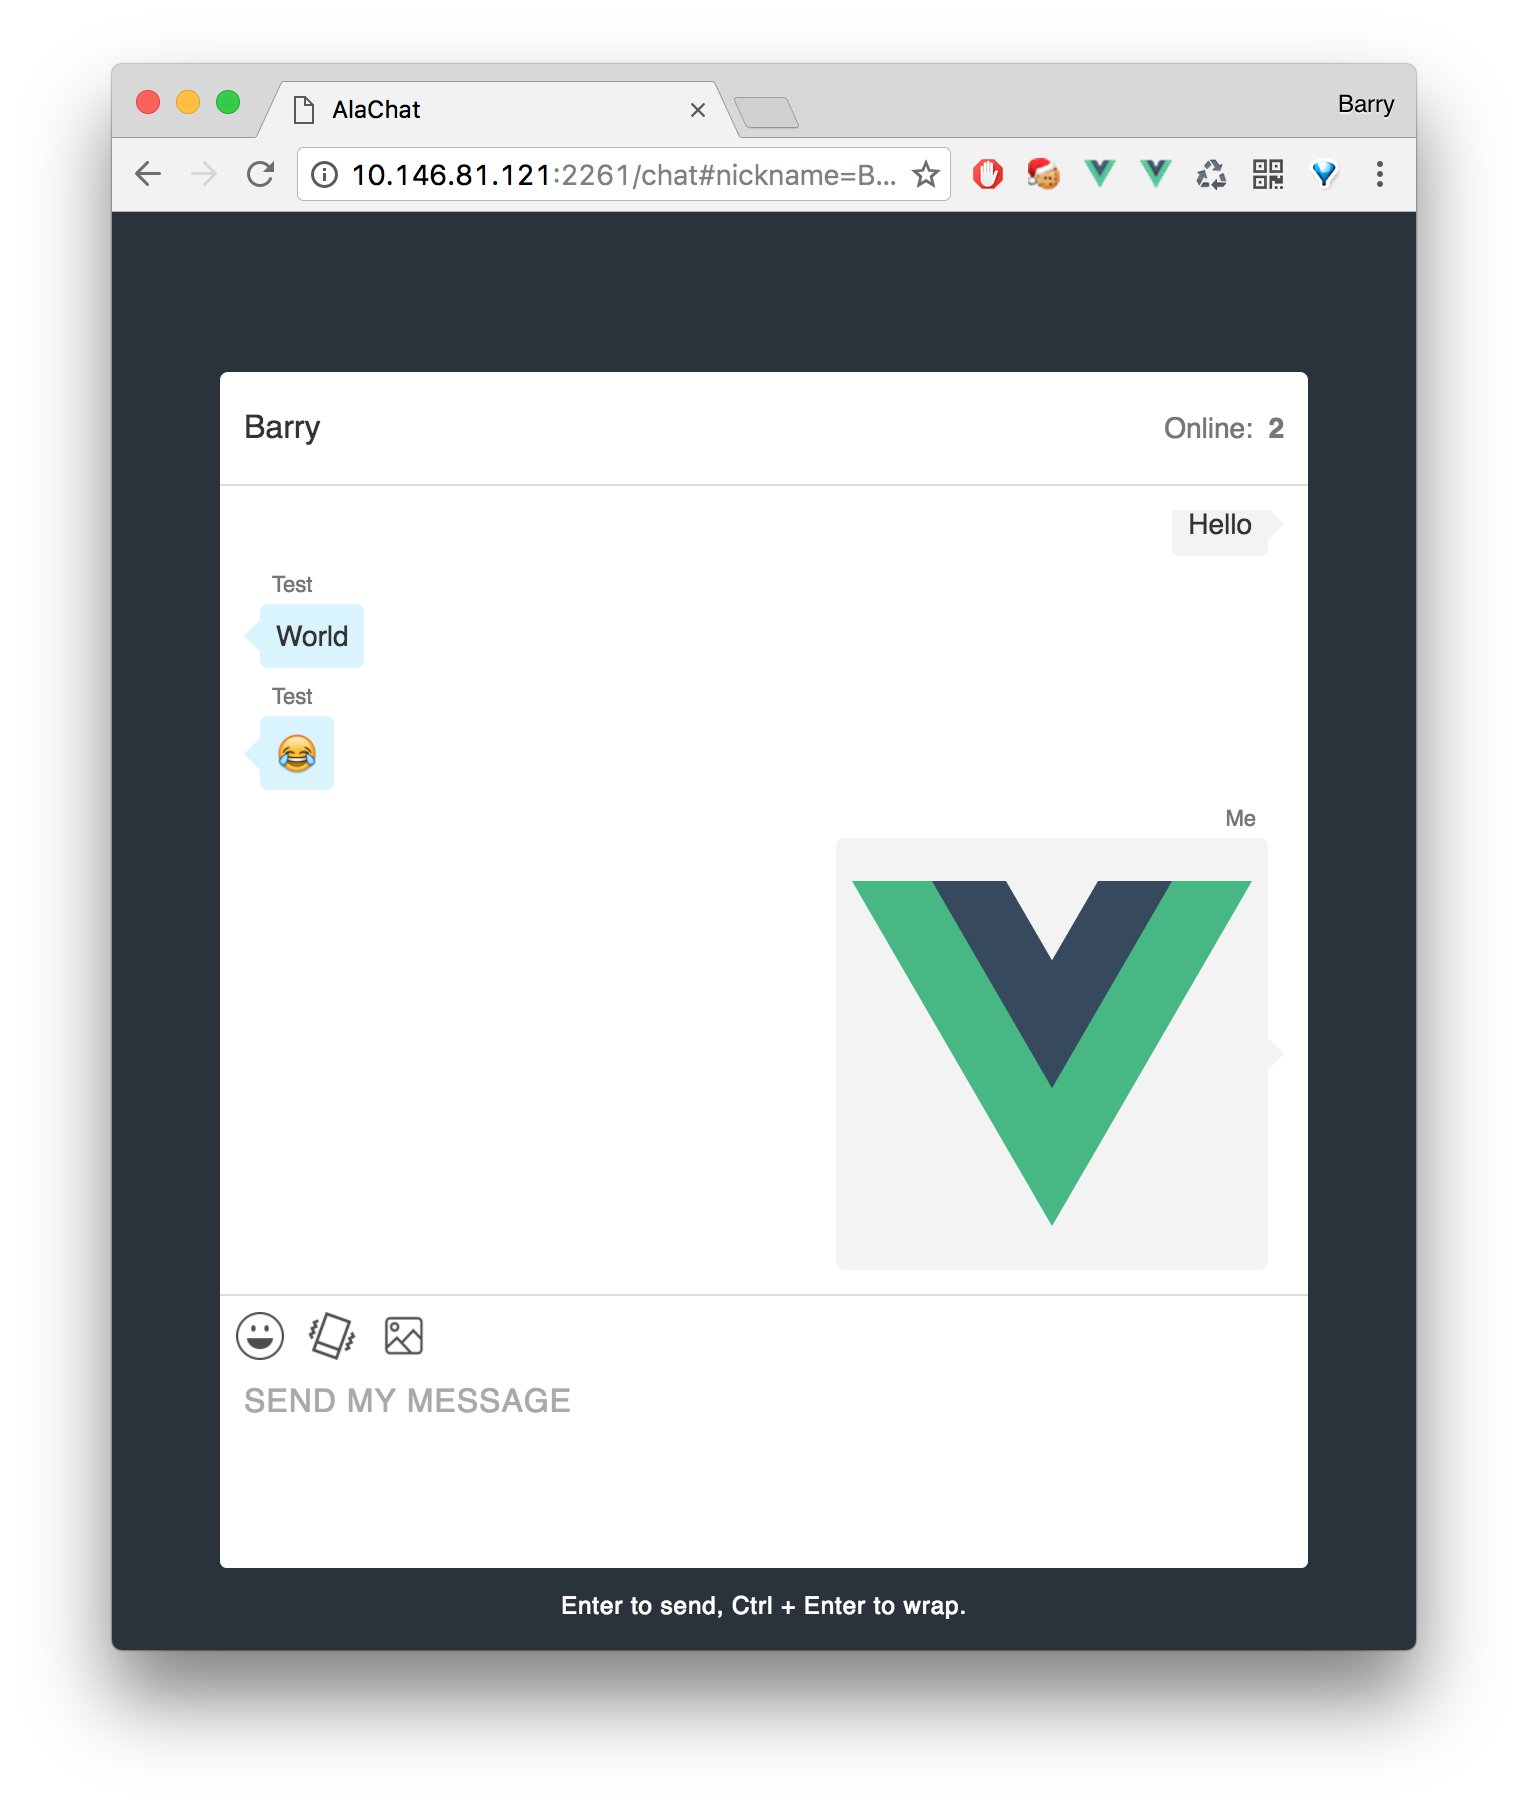 AlaChat
Barry
10.146.81.121:2261/chat#nickname=B...
Barry
Online: 2
Hello
Test
World
Test
Me
SEND MY MESSAGE
Enter to send, Ctrl + Enter to wrap.